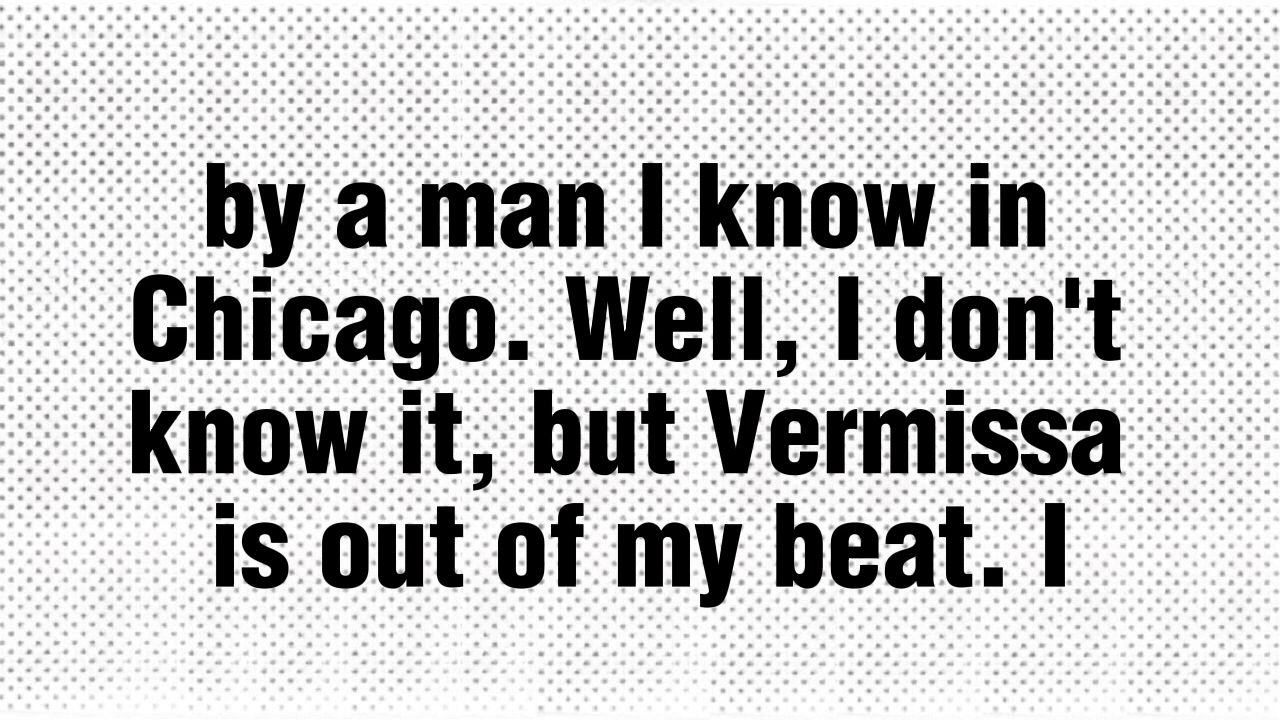 by a man I know in
Chicago. Well, I don't
know it, but Vermissa
is out of my beat. I